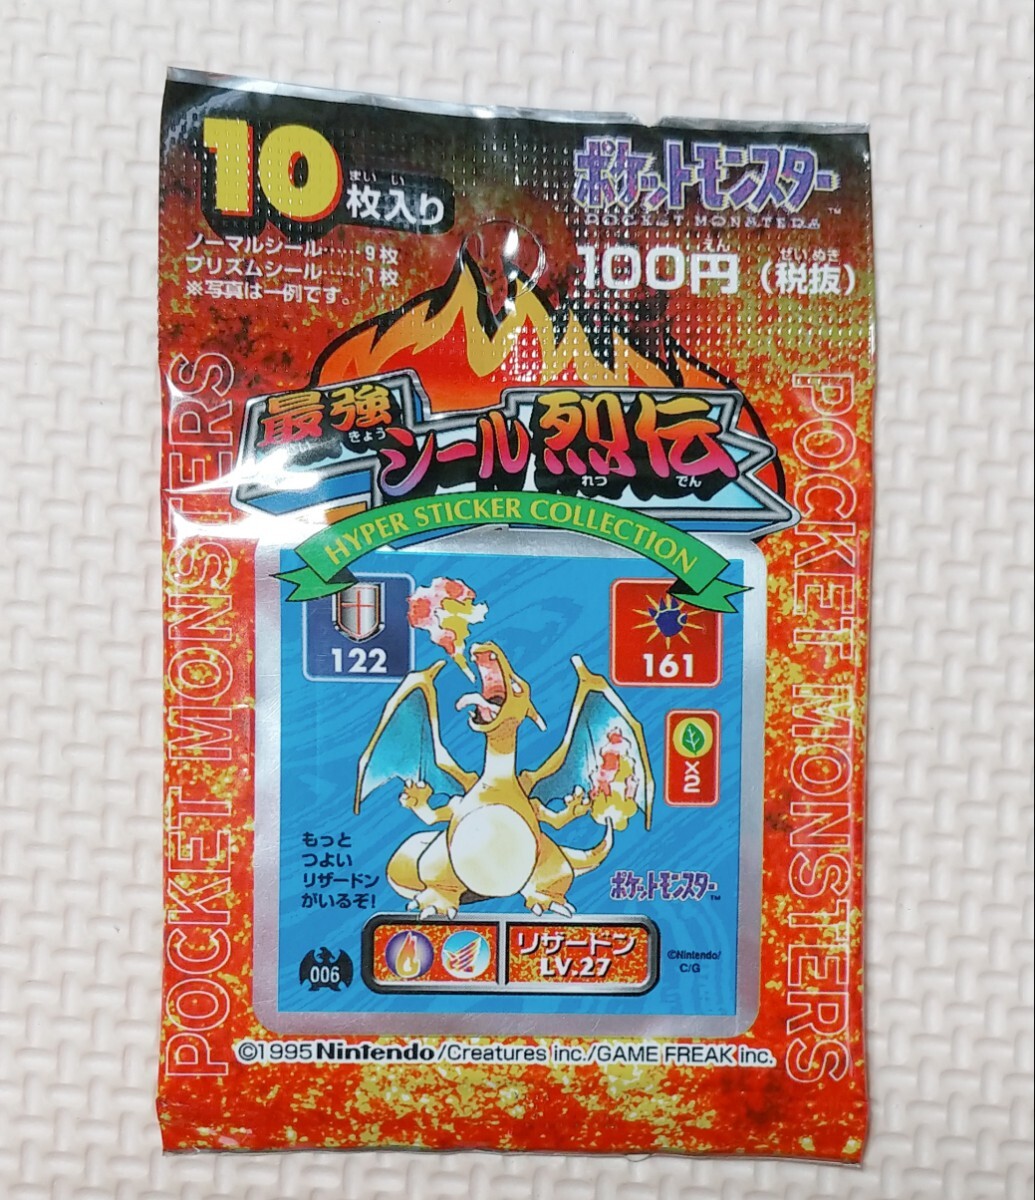 10
まいい
枚入り
ノーマルシール……9枚
プリズムシール……1枚
※写真は一例です。
ポケットモンスター™
POCKET MONSTERS
えん ぜいぬき
100円(税抜)
最強
きょう
シール
烈伝
れつ でん
HYPER STICKER COLLECTION
122
161
×2
もっと
つよい
リザードン
がいるぞ!
ポケットモンスター™
006
リザードン
LV.27
©Nintendo/
C/G
©1995 Nintendo/Creatures inc./GAME FREAK inc.
POCKET MONSTERS
POCKET MONSTERS